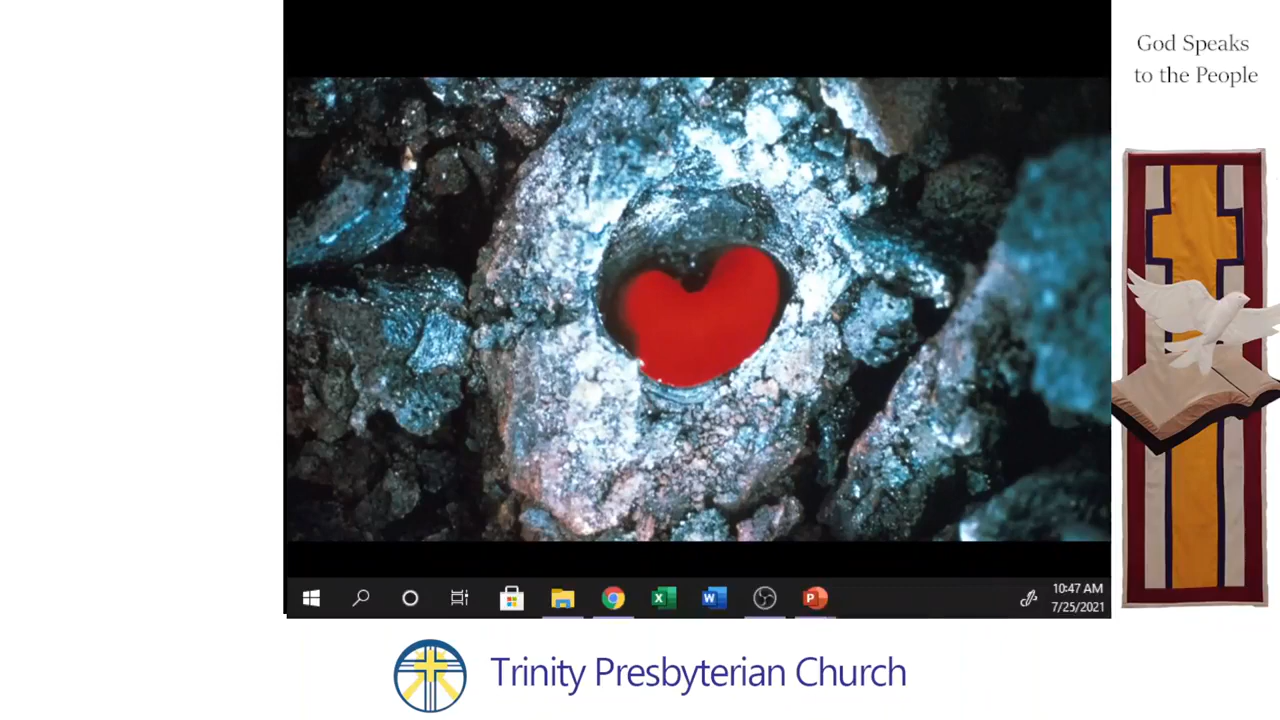 God Speaks
to the People
10:47 AM
7/25/2021
Trinity Presbyterian Church